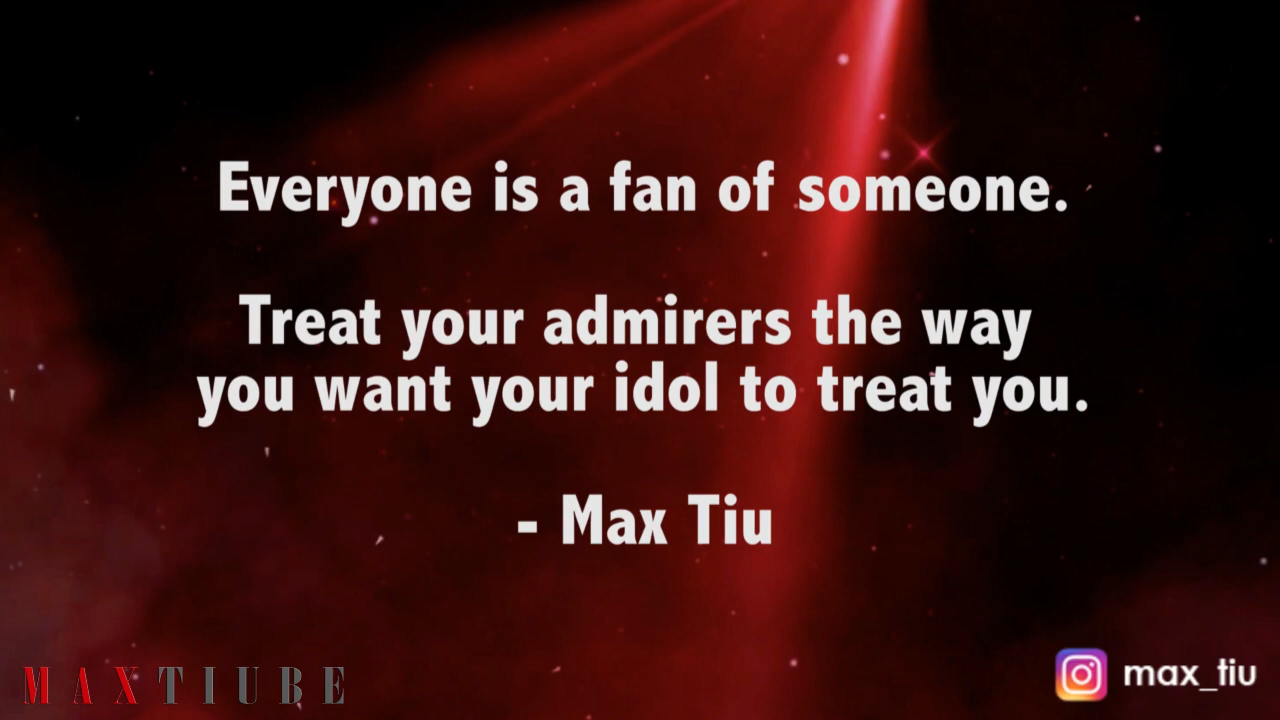 Everyone is a fan of someone.
Treat your admirers the way
you want your idol to treat you.
- Max Tiu
MAXTIUBE
max_tiu